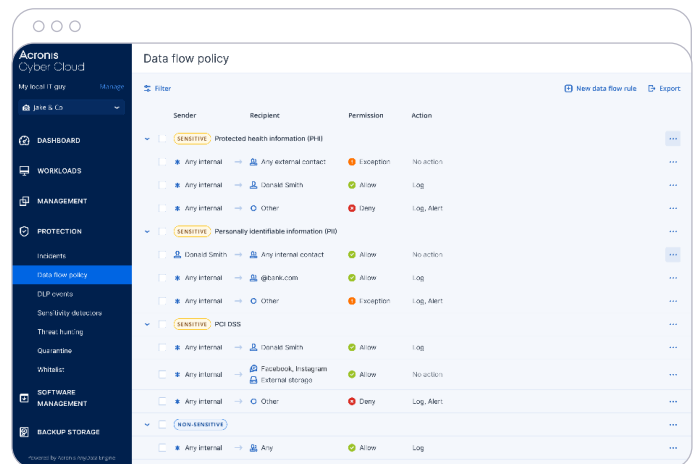 Acronis
Cyber Cloud
My local IT guy Manage
Jake & Co
DASHBOARD
WORKLOADS
MANAGEMENT
PROTECTION
Incidents
Data flow policy
DLP events
Sensitivity detectors
Threat hunting
Quarantine
Whitelist
SOFTWARE
MANAGEMENT
BACKUP STORAGE
Powered by Acronis AnyData Engine
Data flow policy
Filter New data flow rule Export
Sender Recipient Permission Action
SENSITIVE Protected health information (PHI)
Any internal → Any external contact Exception No action
Any internal → Donald Smith Allow Log
Any internal → Other Deny Log, Alert
SENSITIVE Personally identifiable information (PII)
Donald Smith → Any internal contact Allow No action
Any internal → @bank.com Allow Log
Any internal → Other Exception Log, Alert
SENSITIVE PCI DSS
Any internal → Donald Smith Allow Log
Any internal → Facebook, Instagram Allow No action
External storage
Any internal → Other Deny Log, Alert
NON-SENSITIVE
Any internal → Any Allow Log